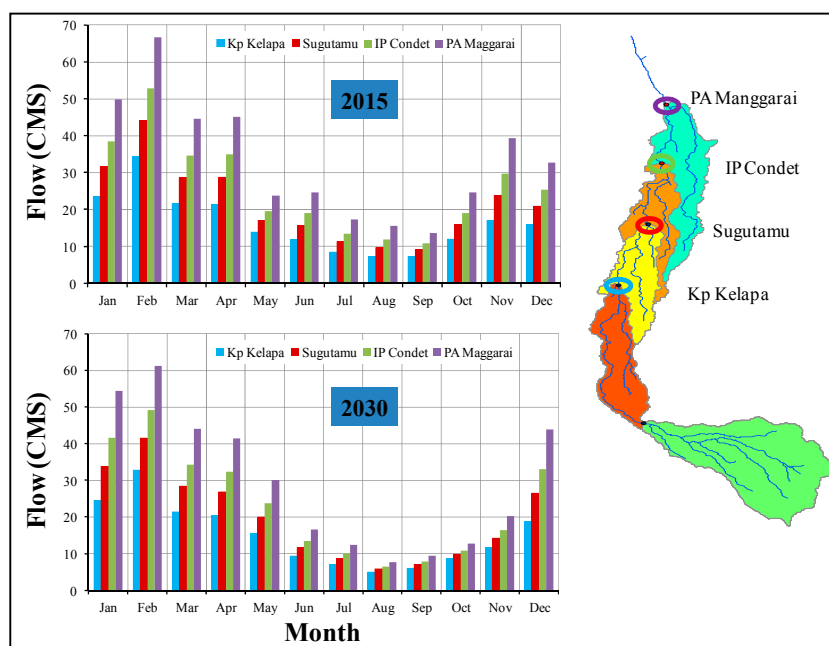 70
60
50
40
30
20
10
0
Flow (CMS)
Kp Kelapa Sugutamu IP Condet PA Maggarai
2015
Jan Feb Mar Apr May Jun Jul Aug Sep Oct Nov Dec
70
60
50
40
30
20
10
0
Flow (CMS)
Kp Kelapa Sugutamu IP Condet PA Maggarai
2030
Jan Feb Mar Apr May Jun Jul Aug Sep Oct Nov Dec
Month
PA Manggarai
IP Condet
Sugutamu
Kp Kelapa